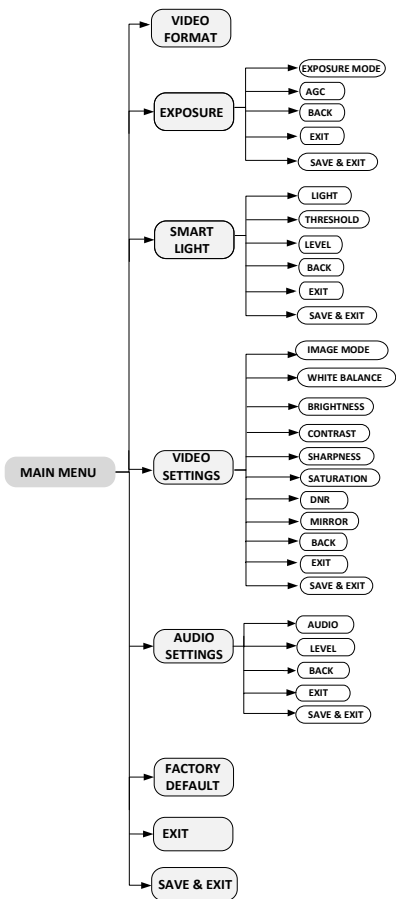 VIDEO
FORMAT
EXPOSURE
EXPOSURE MODE
AGC
BACK
EXIT
SAVE & EXIT
SMART
LIGHT
LIGHT
THRESHOLD
LEVEL
BACK
EXIT
SAVE & EXIT
MAIN MENU
VIDEO
SETTINGS
IMAGE MODE
WHITE BALANCE
BRIGHTNESS
CONTRAST
SHARPNESS
SATURATION
DNR
MIRROR
BACK
EXIT
SAVE & EXIT
AUDIO
SETTINGS
AUDIO
LEVEL
BACK
EXIT
SAVE & EXIT
FACTORY
DEFAULT
EXIT
SAVE & EXIT